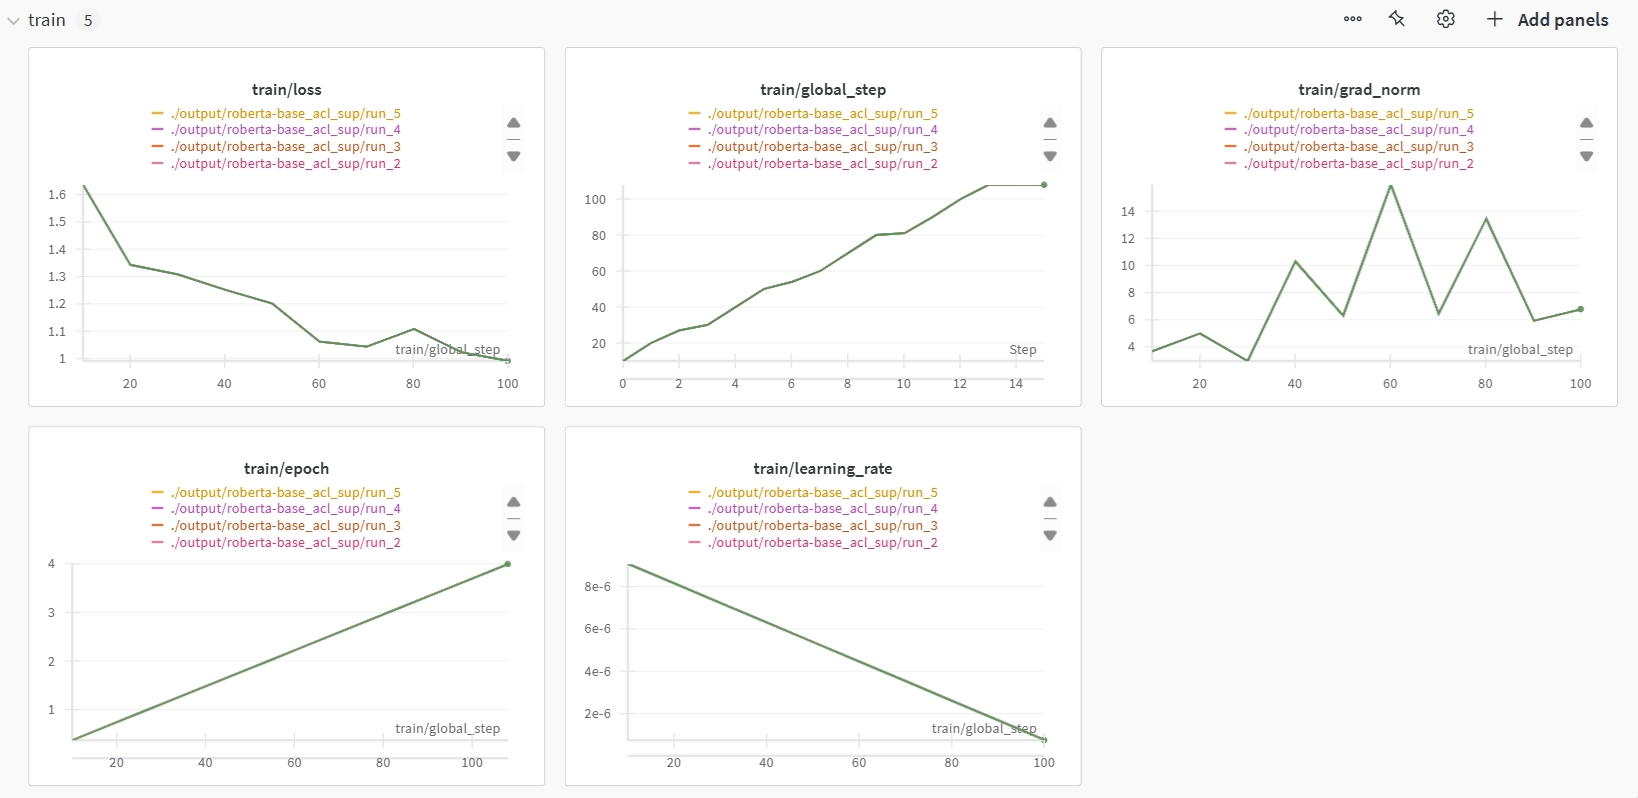 train 5
Add panels
train/loss
./output/roberta-base_acl_sup/run_5
./output/roberta-base_acl_sup/run_4
./output/roberta-base_acl_sup/run_3
./output/roberta-base_acl_sup/run_2
1.6
1.5
1.4
1.3
1.2
1.1
1
train/global_step
20 40 60 80 100
train/global_step
./output/roberta-base_acl_sup/run_5
./output/roberta-base_acl_sup/run_4
./output/roberta-base_acl_sup/run_3
./output/roberta-base_acl_sup/run_2
100
80
60
40
20
Step
0 2 4 6 8 10 12 14
train/grad_norm
./output/roberta-base_acl_sup/run_5
./output/roberta-base_acl_sup/run_4
./output/roberta-base_acl_sup/run_3
./output/roberta-base_acl_sup/run_2
14
12
10
8
6
4
train/global_step
20 40 60 80 100
train/epoch
./output/roberta-base_acl_sup/run_5
./output/roberta-base_acl_sup/run_4
./output/roberta-base_acl_sup/run_3
./output/roberta-base_acl_sup/run_2
4
3
2
1
train/global_step
20 40 60 80 100
train/learning_rate
./output/roberta-base_acl_sup/run_5
./output/roberta-base_acl_sup/run_4
./output/roberta-base_acl_sup/run_3
./output/roberta-base_acl_sup/run_2
8e-6
6e-6
4e-6
2e-6
train/global_step
20 40 60 80 100